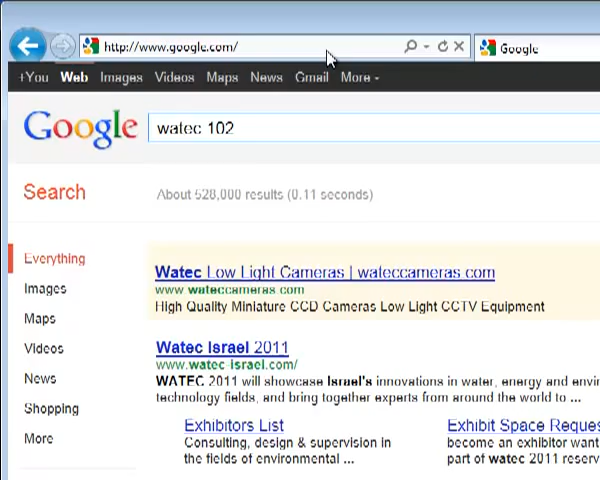 http://www.google.com/
Google
+You Web Images Videos Maps News Gmail More
Google
watec 102
Search
About 528,000 results (0.11 seconds)
Everything
Images
Maps
Videos
News
Shopping
More
Watec Low Light Cameras | wateccameras.com
www.wateccameras.com
High Quality Miniature CCD Cameras Low Light CCTV Equipment
Watec Israel 2011
www.watec-israel.com/
WATEC 2011 will showcase Israel's innovations in water, energy and envir
technology fields, and bring together experts from around the world to ...
Exhibitors List
Consulting, design & supervision in
the fields of environmental ...
Exhibit Space Reques
become an exhibitor want
part of watec 2011 reserv